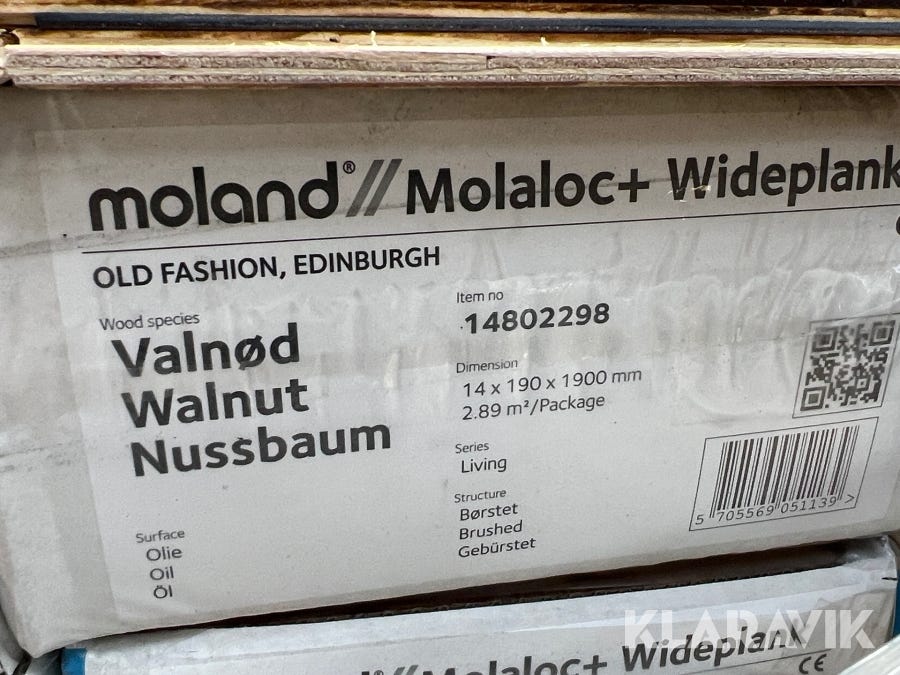 moland®// Molaloc+ Wideplank
OLD FASHION, EDINBURGH
Wood species
Valnød
Walnut
Nussbaum
Surface
Olie
Oil
Öl
Item no
14802298
Dimension
14 x 190 x 1900 mm
2.89 m²/Package
Series
Living
Structure
Børstet
Brushed
Gebürstet
5 705569 051139 >
KLARAVIK
// Molaloc+ Wideplank
CE